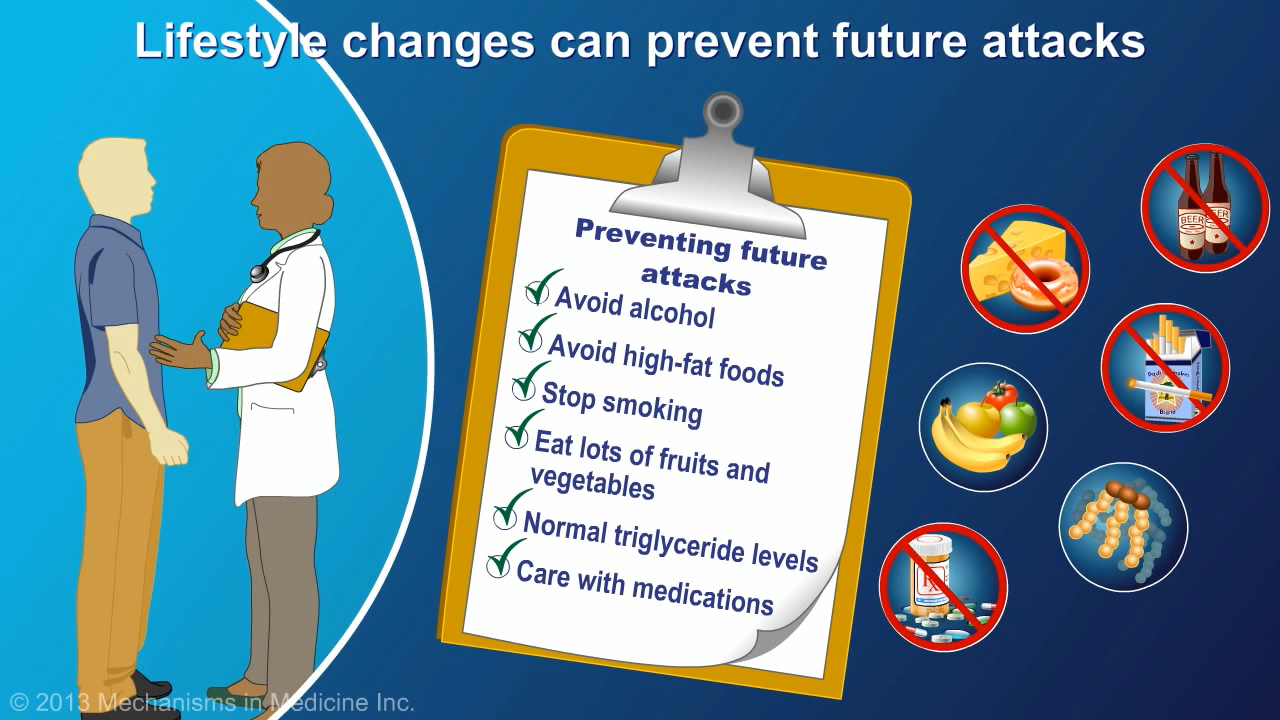 Lifestyle changes can prevent future attacks
Preventing future
attacks
Avoid alcohol
Avoid high-fat foods
Stop smoking
Eat lots of fruits and
vegetables
Normal triglyceride levels
Care with medications
BEER
BEER
Brand
Rx
© 2013 Mechanisms in Medicine Inc.